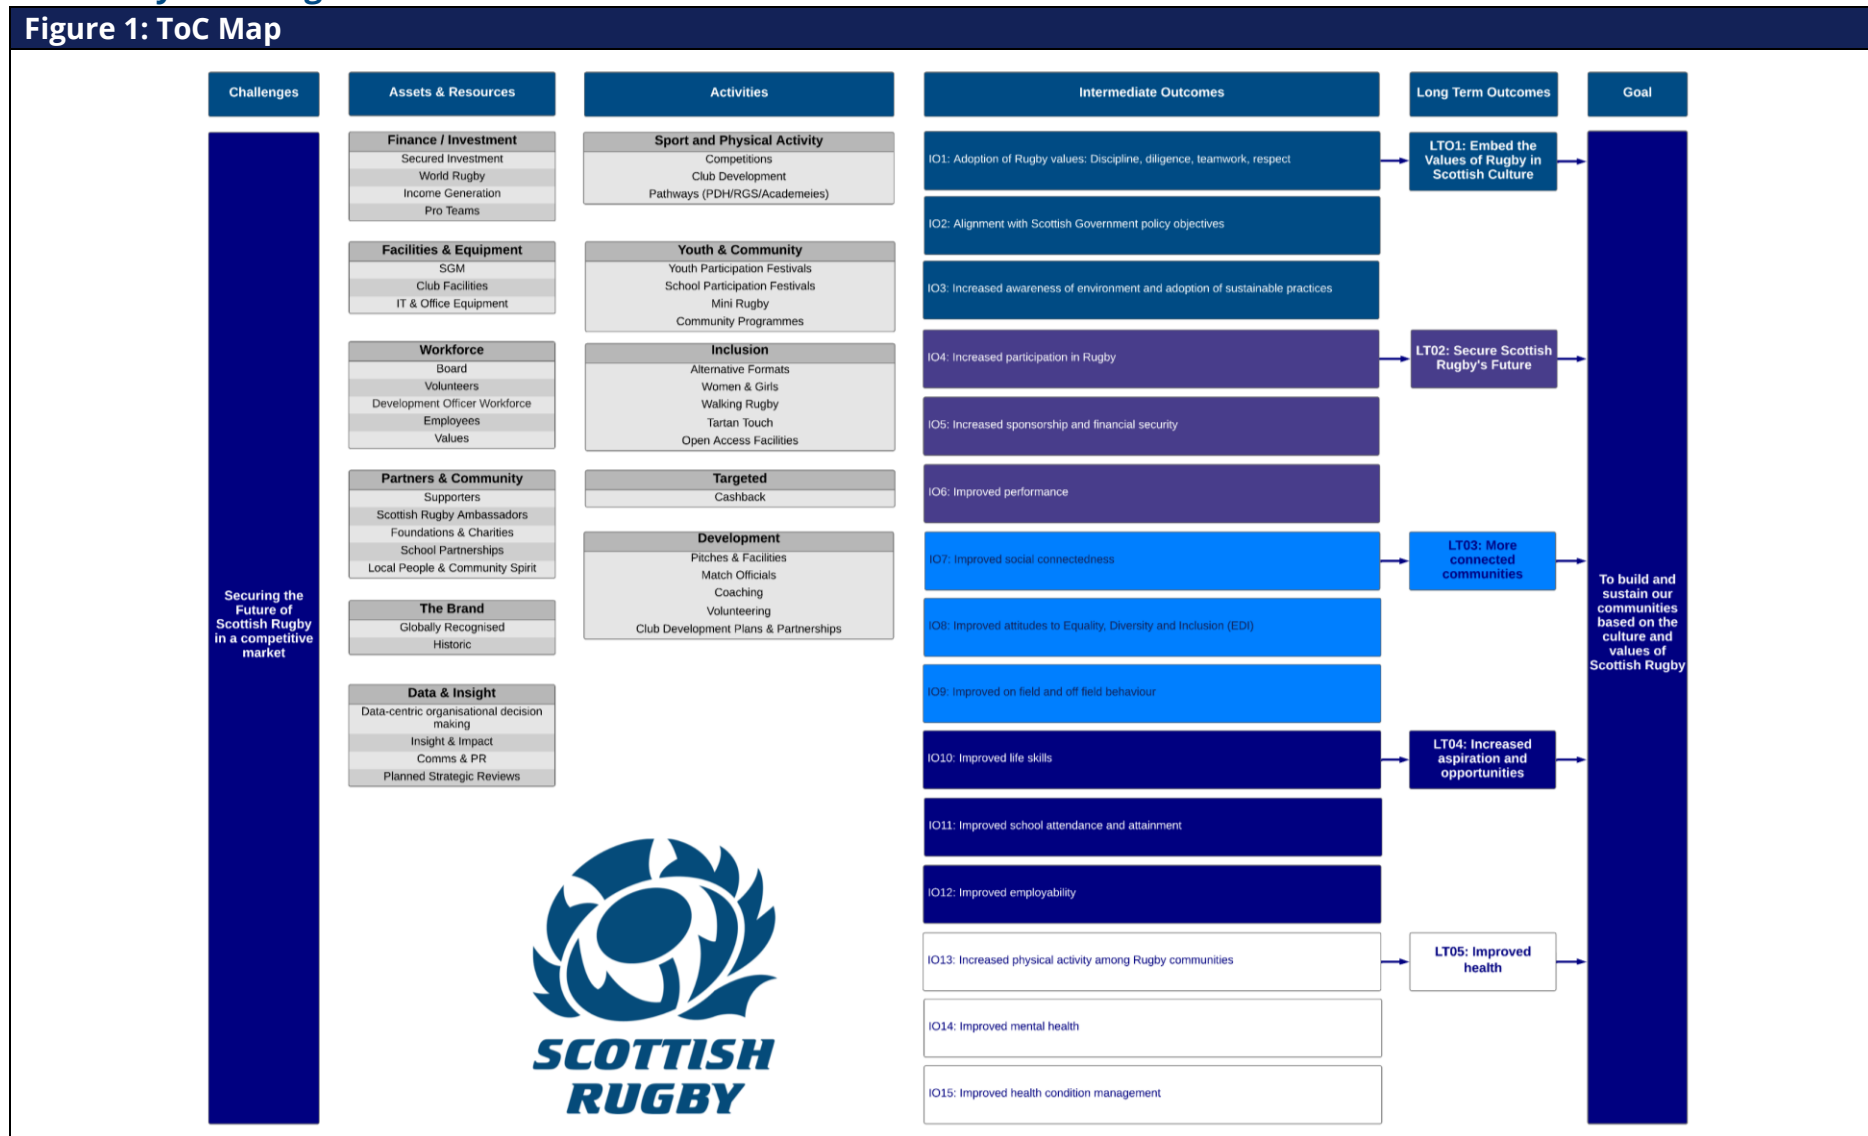 Figure 1: ToC Map
Challenges
Assets & Resources
Activities
Intermediate Outcomes
Long Term Outcomes
Goal
Securing the
Future of
Scottish Rugby
in a competitive
market
Finance / Investment
Secured Investment
World Rugby
Income Generation
Pro Teams
Facilities & Equipment
SGM
Club Facilities
IT & Office Equipment
Workforce
Board
Volunteers
Development Officer Workforce
Employees
Values
Partners & Community
Supporters
Scottish Rugby Ambassadors
Foundations & Charities
School Partnerships
Local People & Community Spirit
The Brand
Globally Recognised
Historic
Data & Insight
Data-centric organisational decision
making
Insight & Impact
Comms & PR
Planned Strategic Reviews
Sport and Physical Activity
Competitions
Club Development
Pathways (PDH/RGS/Academeies)
Youth & Community
Youth Participation Festivals
School Participation Festivals
Mini Rugby
Community Programmes
Inclusion
Alternative Formats
Women & Girls
Walking Rugby
Tartan Touch
Open Access Facilities
Targeted
Cashback
Development
Pitches & Facilities
Match Officials
Coaching
Volunteering
Club Development Plans & Partnerships
SCOTTISH
RUGBY
IO1: Adoption of Rugby values: Discipline, diligence, teamwork, respect
IO2: Alignment with Scottish Government policy objectives
IO3: Increased awareness of environment and adoption of sustainable practices
IO4: Increased participation in Rugby
IO5: Increased sponsorship and financial security
IO6: Improved performance
IO7: Improved social connectedness
IO8: Improved attitudes to Equality, Diversity and Inclusion (EDI)
IO9: Improved on field and off field behaviour
IO10: Improved life skills
IO11: Improved school attendance and attainment
IO12: Improved employability
IO13: Increased physical activity among Rugby communities
IO14: Improved mental health
IO15: Improved health condition management
LTO1: Embed the
Values of Rugby in
Scottish Culture
LT02: Secure Scottish
Rugby's Future
LT03: More
connected
communities
LT04: Increased
aspiration and
opportunities
LT05: Improved
health
To build and
sustain our
communities
based on the
culture and
values of
Scottish Rugby